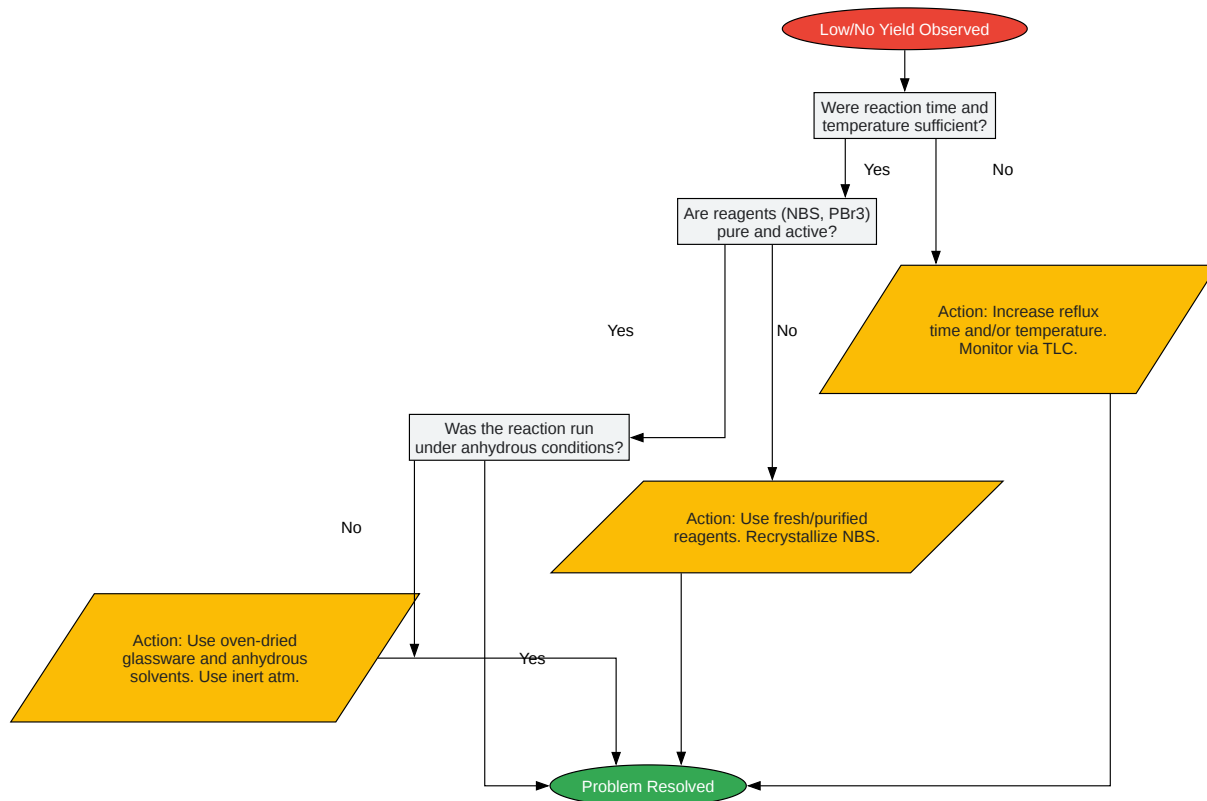 Low/No Yield Observed
Were reaction time and
temperature sufficient?
Yes
No
Are reagents (NBS, PBr3)
pure and active?
Action: Increase reflux
time and/or temperature.
Monitor via TLC.
Yes
No
Was the reaction run
under anhydrous conditions?
Action: Use fresh/purified
reagents. Recrystallize NBS.
No
Action: Use oven-dried
glassware and anhydrous
solvents. Use inert atm.
Yes
Problem Resolved